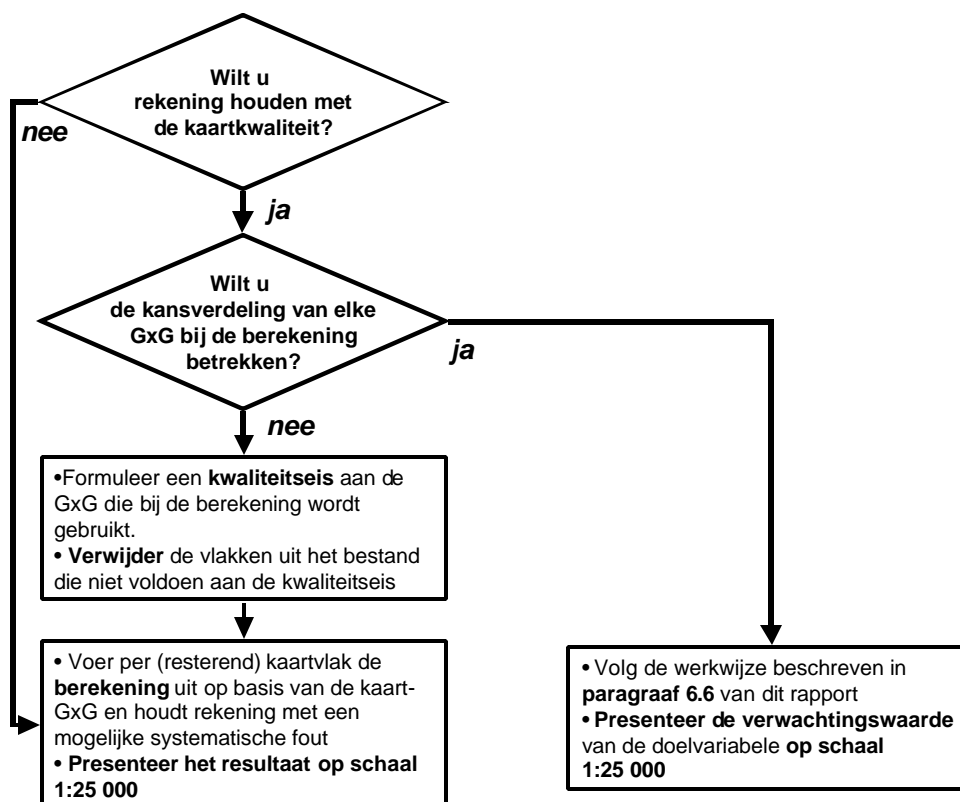 Wilt u
rekening houden met
de kaartkwaliteit?
nee
ja
Wilt u
de kansverdeling van elke
GxG bij de berekening
betrekken?
ja
nee
•Formuleer een kwaliteitseis aan de
GxG die bij de berekening wordt
gebruikt.
• Verwijder de vlakken uit het bestand
die niet voldoen aan de kwaliteitseis
• Voer per (resterend) kaartvlak de
berekening uit op basis van de kaart-
GxG en houdt rekening met een
mogelijke systematische fout
• Presenteer het resultaat op schaal
1:25 000
• Volg de werkwijze beschreven in
paragraaf 6.6 van dit rapport
• Presenteer de verwachtingswaarde
van de doelvariabele op schaal
1:25 000